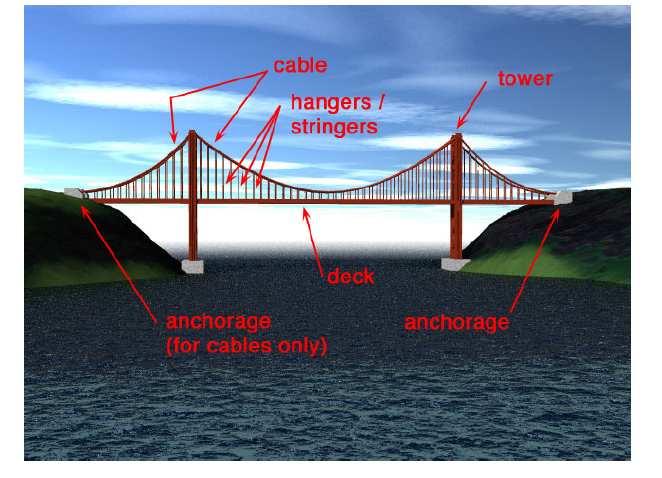 cable
tower
hangers /
stringers
deck
anchorage
(for cables only)
anchorage